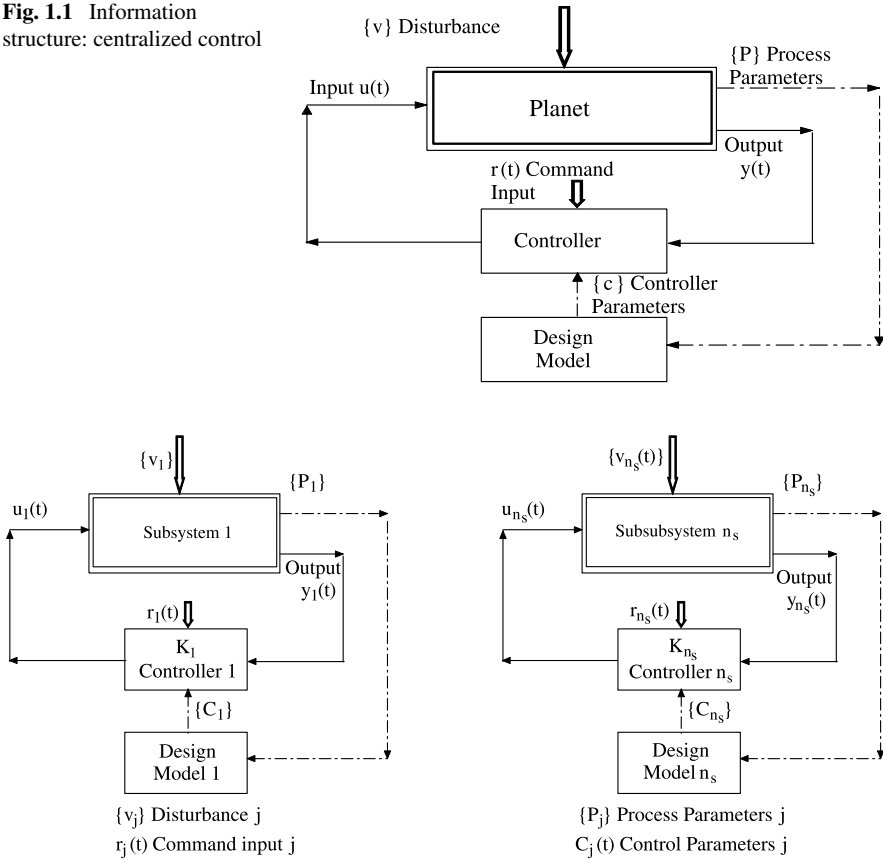 Fig. 1.1 Information
structure: centralized control
{v} Disturbance
{P} Process
Parameters
Input u(t)
Planet
Output
y(t)
r(t) Command
Input
Controller
{c} Controller
Parameters
Design
Model
{v1}
{P1}
u1(t)
Subsystem 1
Output
y1(t)
r1(t)
K1
Controller 1
{C1}
Design
Model 1
{vj} Disturbance j
rj(t) Command input j
{vns(t)}
{Pns}
uns(t)
Subsubsystem ns
Output
yns(t)
rns(t)
Kns
Controller ns
{Cns}
Design
Model ns
{Pj} Process Parameters j
Cj(t) Control Parameters j